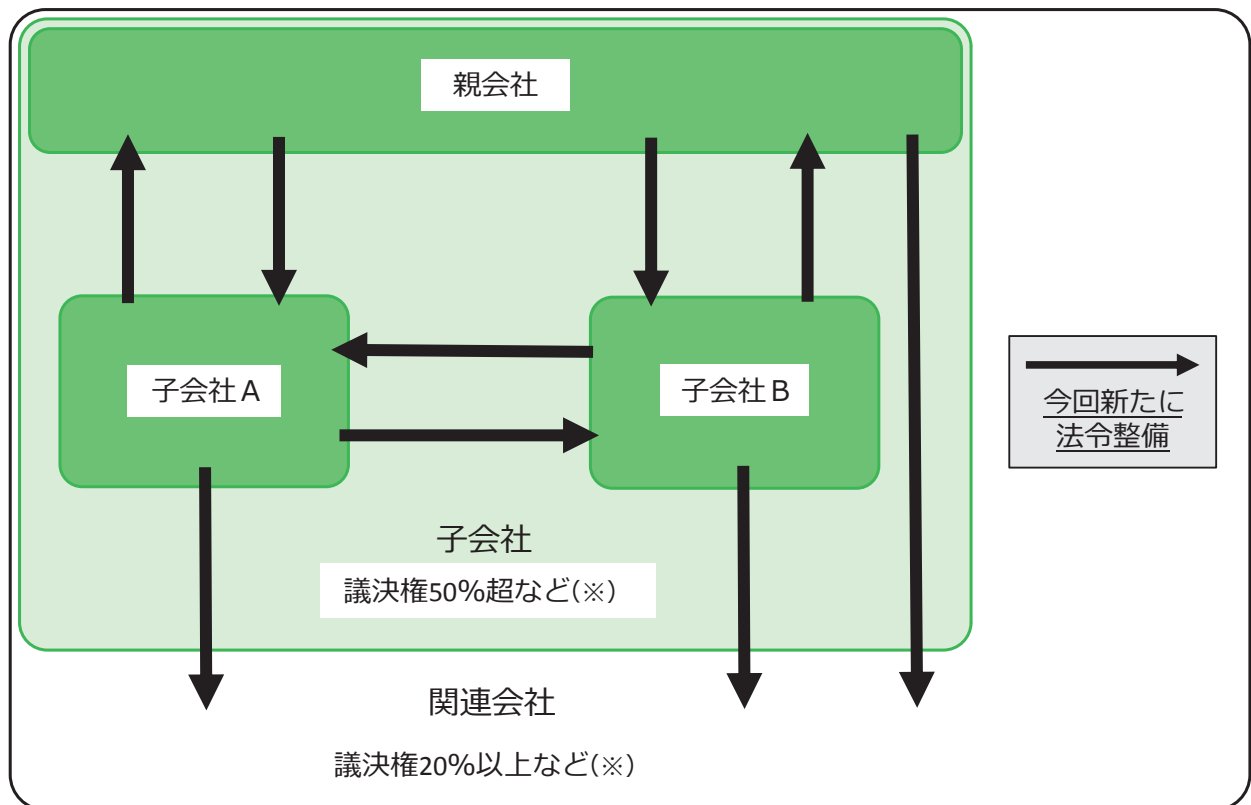 親会社
子会社A
子会社B
今回新たに
法令整備
子会社
議決権50%超など(※)
関連会社
議決権20%以上など(※)